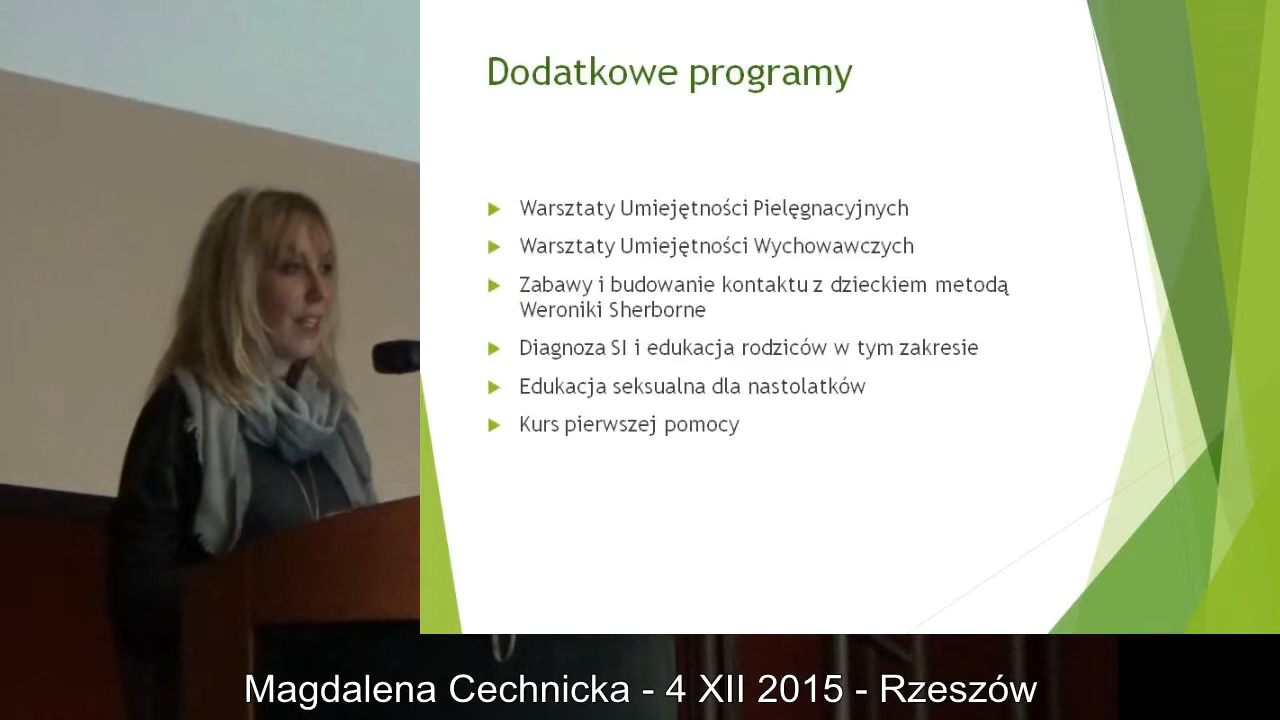 Dodatkowe programy
Warsztaty Umiejętności Pielęgnacyjnych
Warsztaty Umiejętności Wychowawczych
Zabawy i budowanie kontaktu z dzieckiem metodą
Weroniki Sherborne
Diagnoza SI i edukacja rodziców w tym zakresie
Edukacja seksualna dla nastolatków
Kurs pierwszej pomocy
Magdalena Cechnicka - 4 XII 2015 - Rzeszów